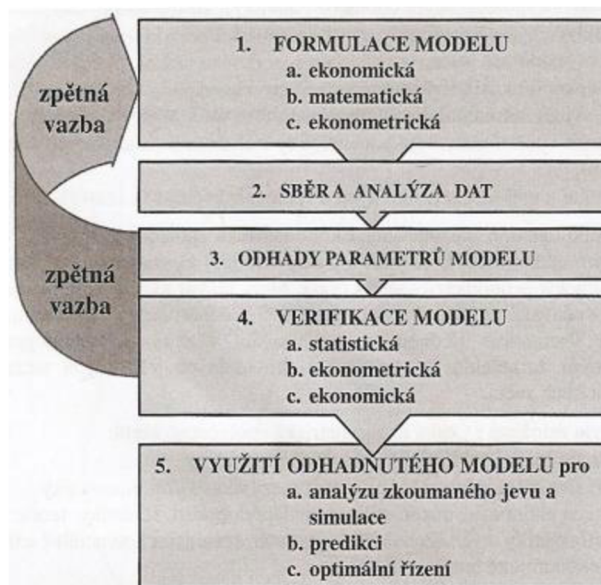 1. FORMULACE MODELU
a. ekonomická
b. matematická
c. ekonometrická
zpětná
vazba
2. SBĚR A ANALÝZA DAT
3. ODHADY PARAMETRŮ MODELU
zpětná
vazba
4. VERIFIKACE MODELU
a. statistická
b. ekonometrická
c. ekonomická
5. VYUŽITÍ ODHADNUTÉHO MODELU pro
a. analýzu zkoumaného jevu a
simulace
b. predikci
c. optimální řízení